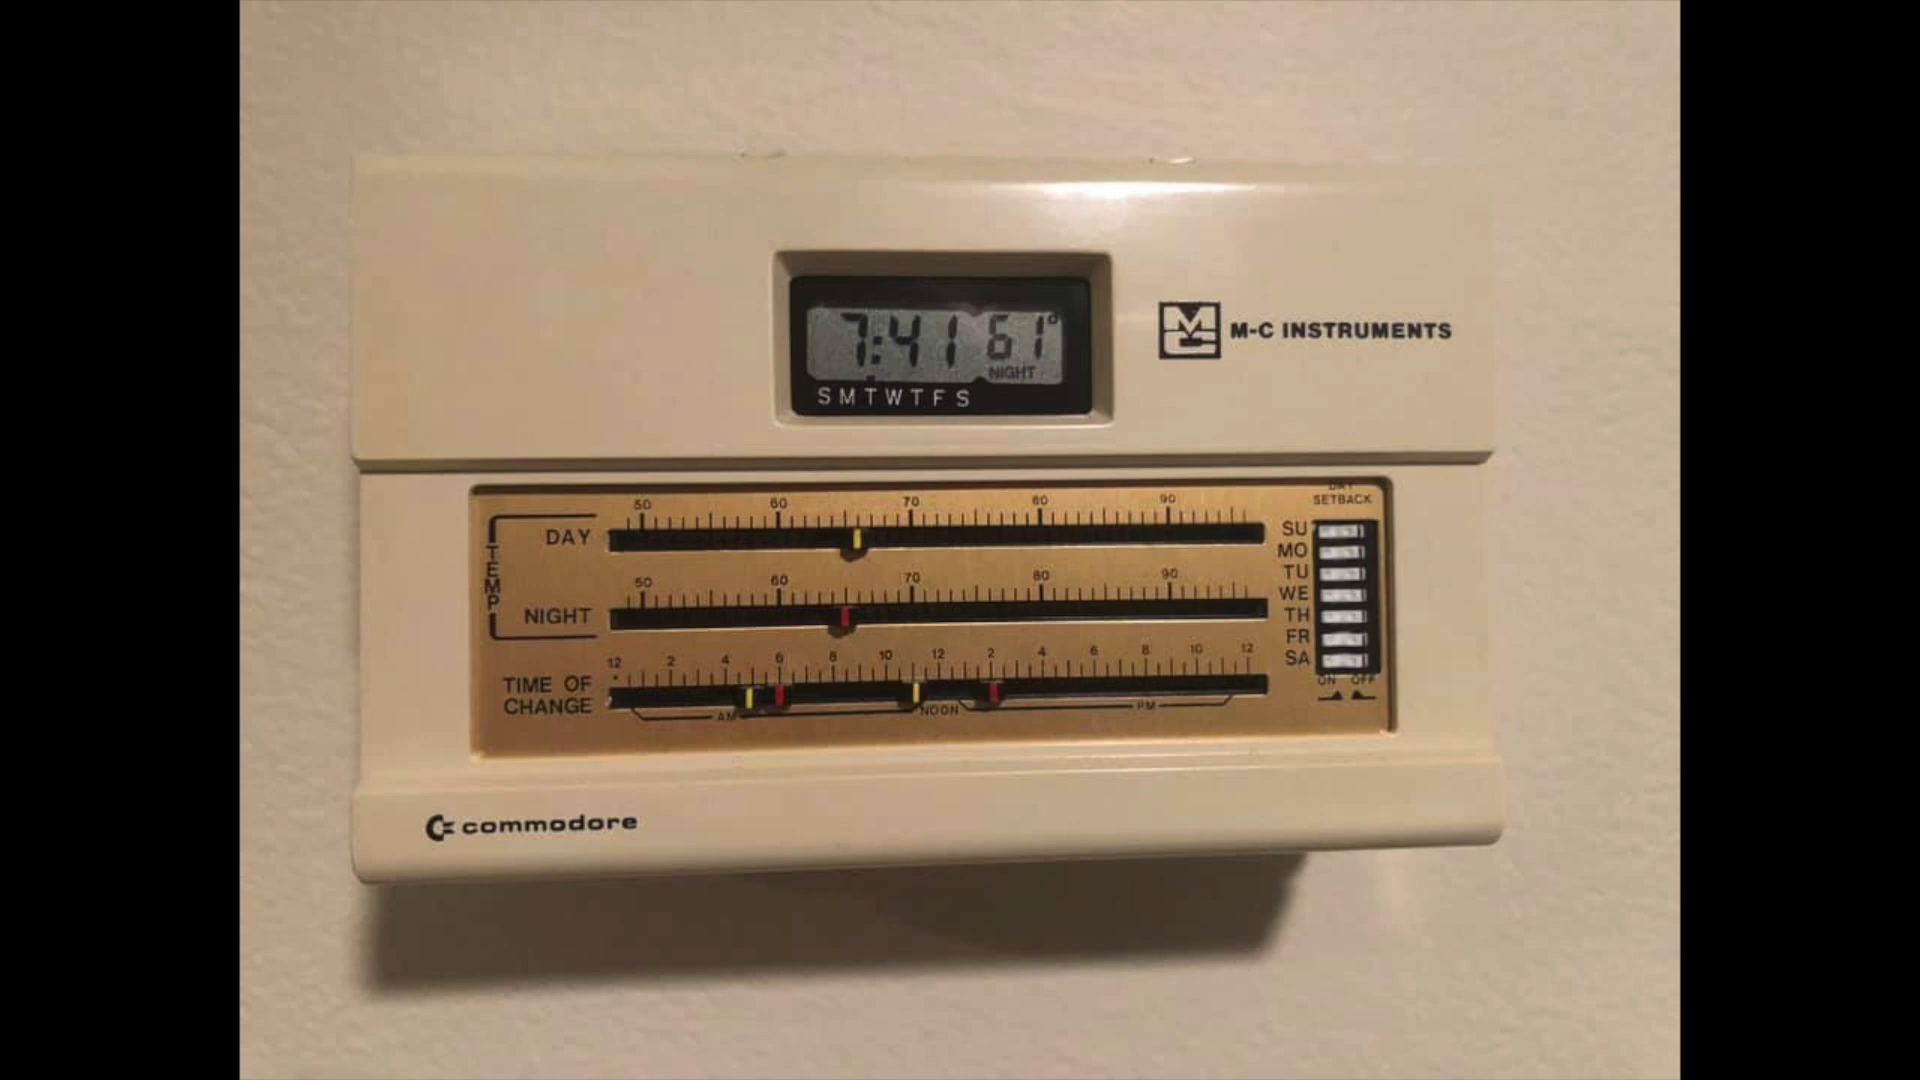 7:41 61°
NIGHT
S M T W T F S
M-C INSTRUMENTS
DAY
SETBACK
50 60 70 80 90
DAY
TEMP
50 60 70 80 90
NIGHT
12 2 4 6 8 10 12 2 4 6 8 10 12
TIME OF
CHANGE
AM NOON PM
SU
MO
TU
WE
TH
FR
SA
ON OFF
commodore